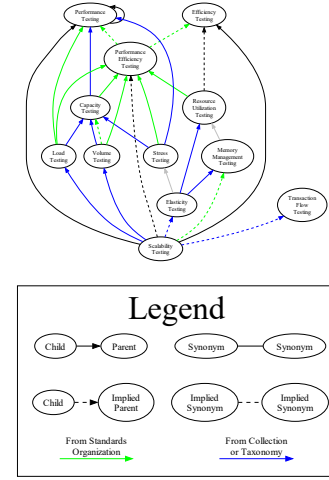 Performance
Testing
Efficiency
Testing
Performance
Efficiency
Testing
Capacity
Testing
Resource
Utilization
Testing
Load
Testing
Volume
Testing
Stress
Testing
Memory
Management
Testing
Elasticity
Testing
Transaction
Flow
Testing
Scalability
Testing
Legend
Child
Parent
Synonym
Synonym
Child
Implied
Parent
Implied
Synonym
Implied
Synonym
From Standards
Organization
From Collection
or Taxonomy